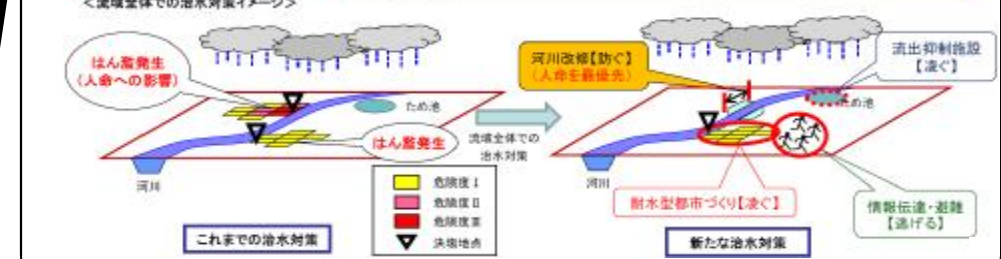 ＜流域全体での治水対策イメージ＞
はん濫発生
（人命への影響）
ため池
はん濫発生
河川
危険度Ⅰ
危険度Ⅱ
危険度Ⅲ
決壊地点
これまでの治水対策
流域全体での
治水対策
河川改修【防ぐ】
（人命を最優先）
流出抑制施設
【凌ぐ】
ため池
河川
耐水型都市づくり【凌ぐ】
情報伝達・避難
【逃げる】
新たな治水対策